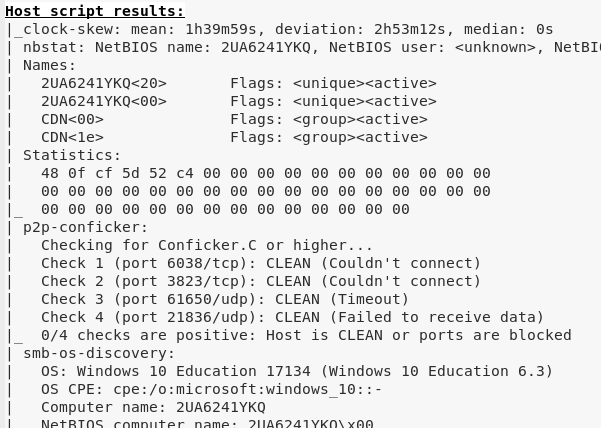 Host script results:
|_clock-skew: mean: 1h39m59s, deviation: 2h53m12s, median: 0s
| nbstat: NetBIOS name: 2UA6241YKQ, NetBIOS user: <unknown>, NetBI
| Names:
|   2UA6241YKQ<20>       Flags: <unique><active>
|   2UA6241YKQ<00>       Flags: <unique><active>
|   CDN<00>              Flags: <group><active>
|   CDN<1e>              Flags: <group><active>
| Statistics:
|   48 0f cf 5d 52 c4 00 00 00 00 00 00 00 00 00 00 00
|   00 00 00 00 00 00 00 00 00 00 00 00 00 00 00 00 00
|_  00 00 00 00 00 00 00 00 00 00 00 00 00 00
| p2p-conficker:
|   Checking for Conficker.C or higher...
|   Check 1 (port 6038/tcp): CLEAN (Couldn't connect)
|   Check 2 (port 3823/tcp): CLEAN (Couldn't connect)
|   Check 3 (port 61650/udp): CLEAN (Timeout)
|   Check 4 (port 21836/udp): CLEAN (Failed to receive data)
|_  0/4 checks are positive: Host is CLEAN or ports are blocked
| smb-os-discovery:
|   OS: Windows 10 Education 17134 (Windows 10 Education 6.3)
|   OS CPE: cpe:/o:microsoft:windows_10::-
|   Computer name: 2UA6241YKQ
|   NetBIOS computer name: 2UA6241YKQ\x00